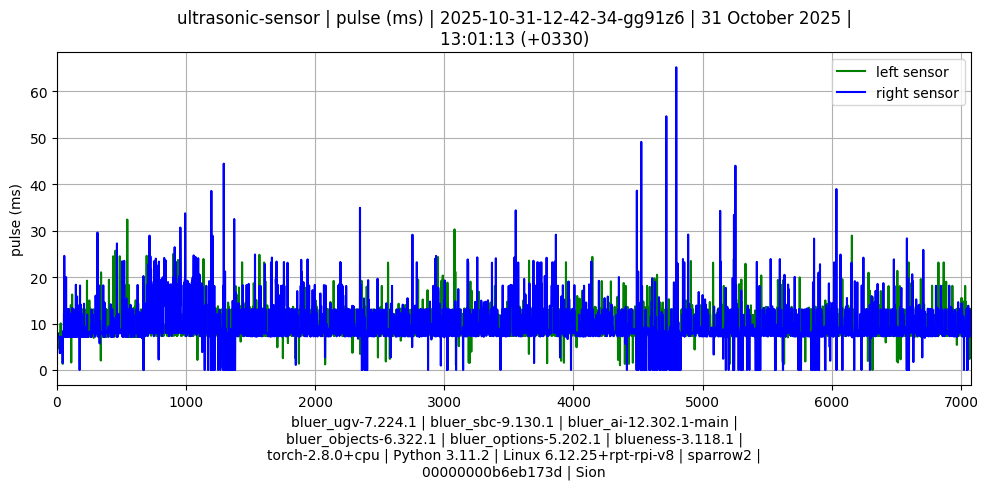 ultrasonic-sensor | pulse (ms) | 2025-10-31-12-42-34-gg91z6 | 31 October 2025 |
13:01:13 (+0330)
left sensor
right sensor
pulse (ms)
60
50
40
30
20
10
0
0 1000 2000 3000 4000 5000 6000 7000
bluer_ugv-7.224.1 | bluer_sbc-9.130.1 | bluer_ai-12.302.1-main |
bluer_objects-6.322.1 | bluer_options-5.202.1 | blueness-3.118.1 |
torch-2.8.0+cpu | Python 3.11.2 | Linux 6.12.25+rpt-rpi-v8 | sparrow2 |
00000000b6eb173d | Sion